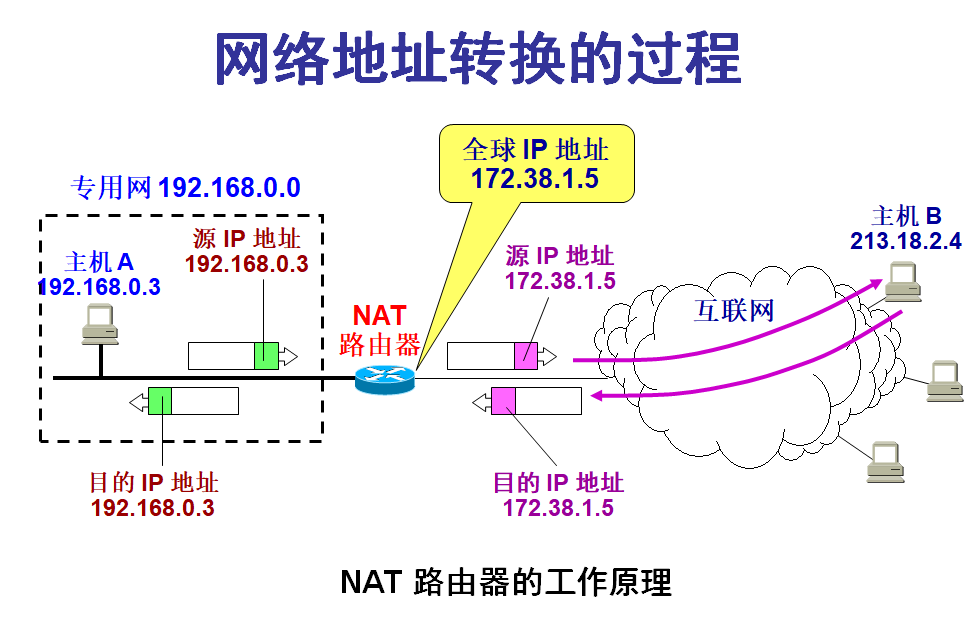 网络地址转换的过程
全球 IP 地址
172.38.1.5
专用网 192.168.0.0
源 IP 地址
192.168.0.3
主机 A
192.168.0.3
NAT
路由器
源 IP 地址
172.38.1.5
互联网
主机 B
213.18.2.4
目的 IP 地址
192.168.0.3
目的 IP 地址
172.38.1.5
NAT 路由器的工作原理